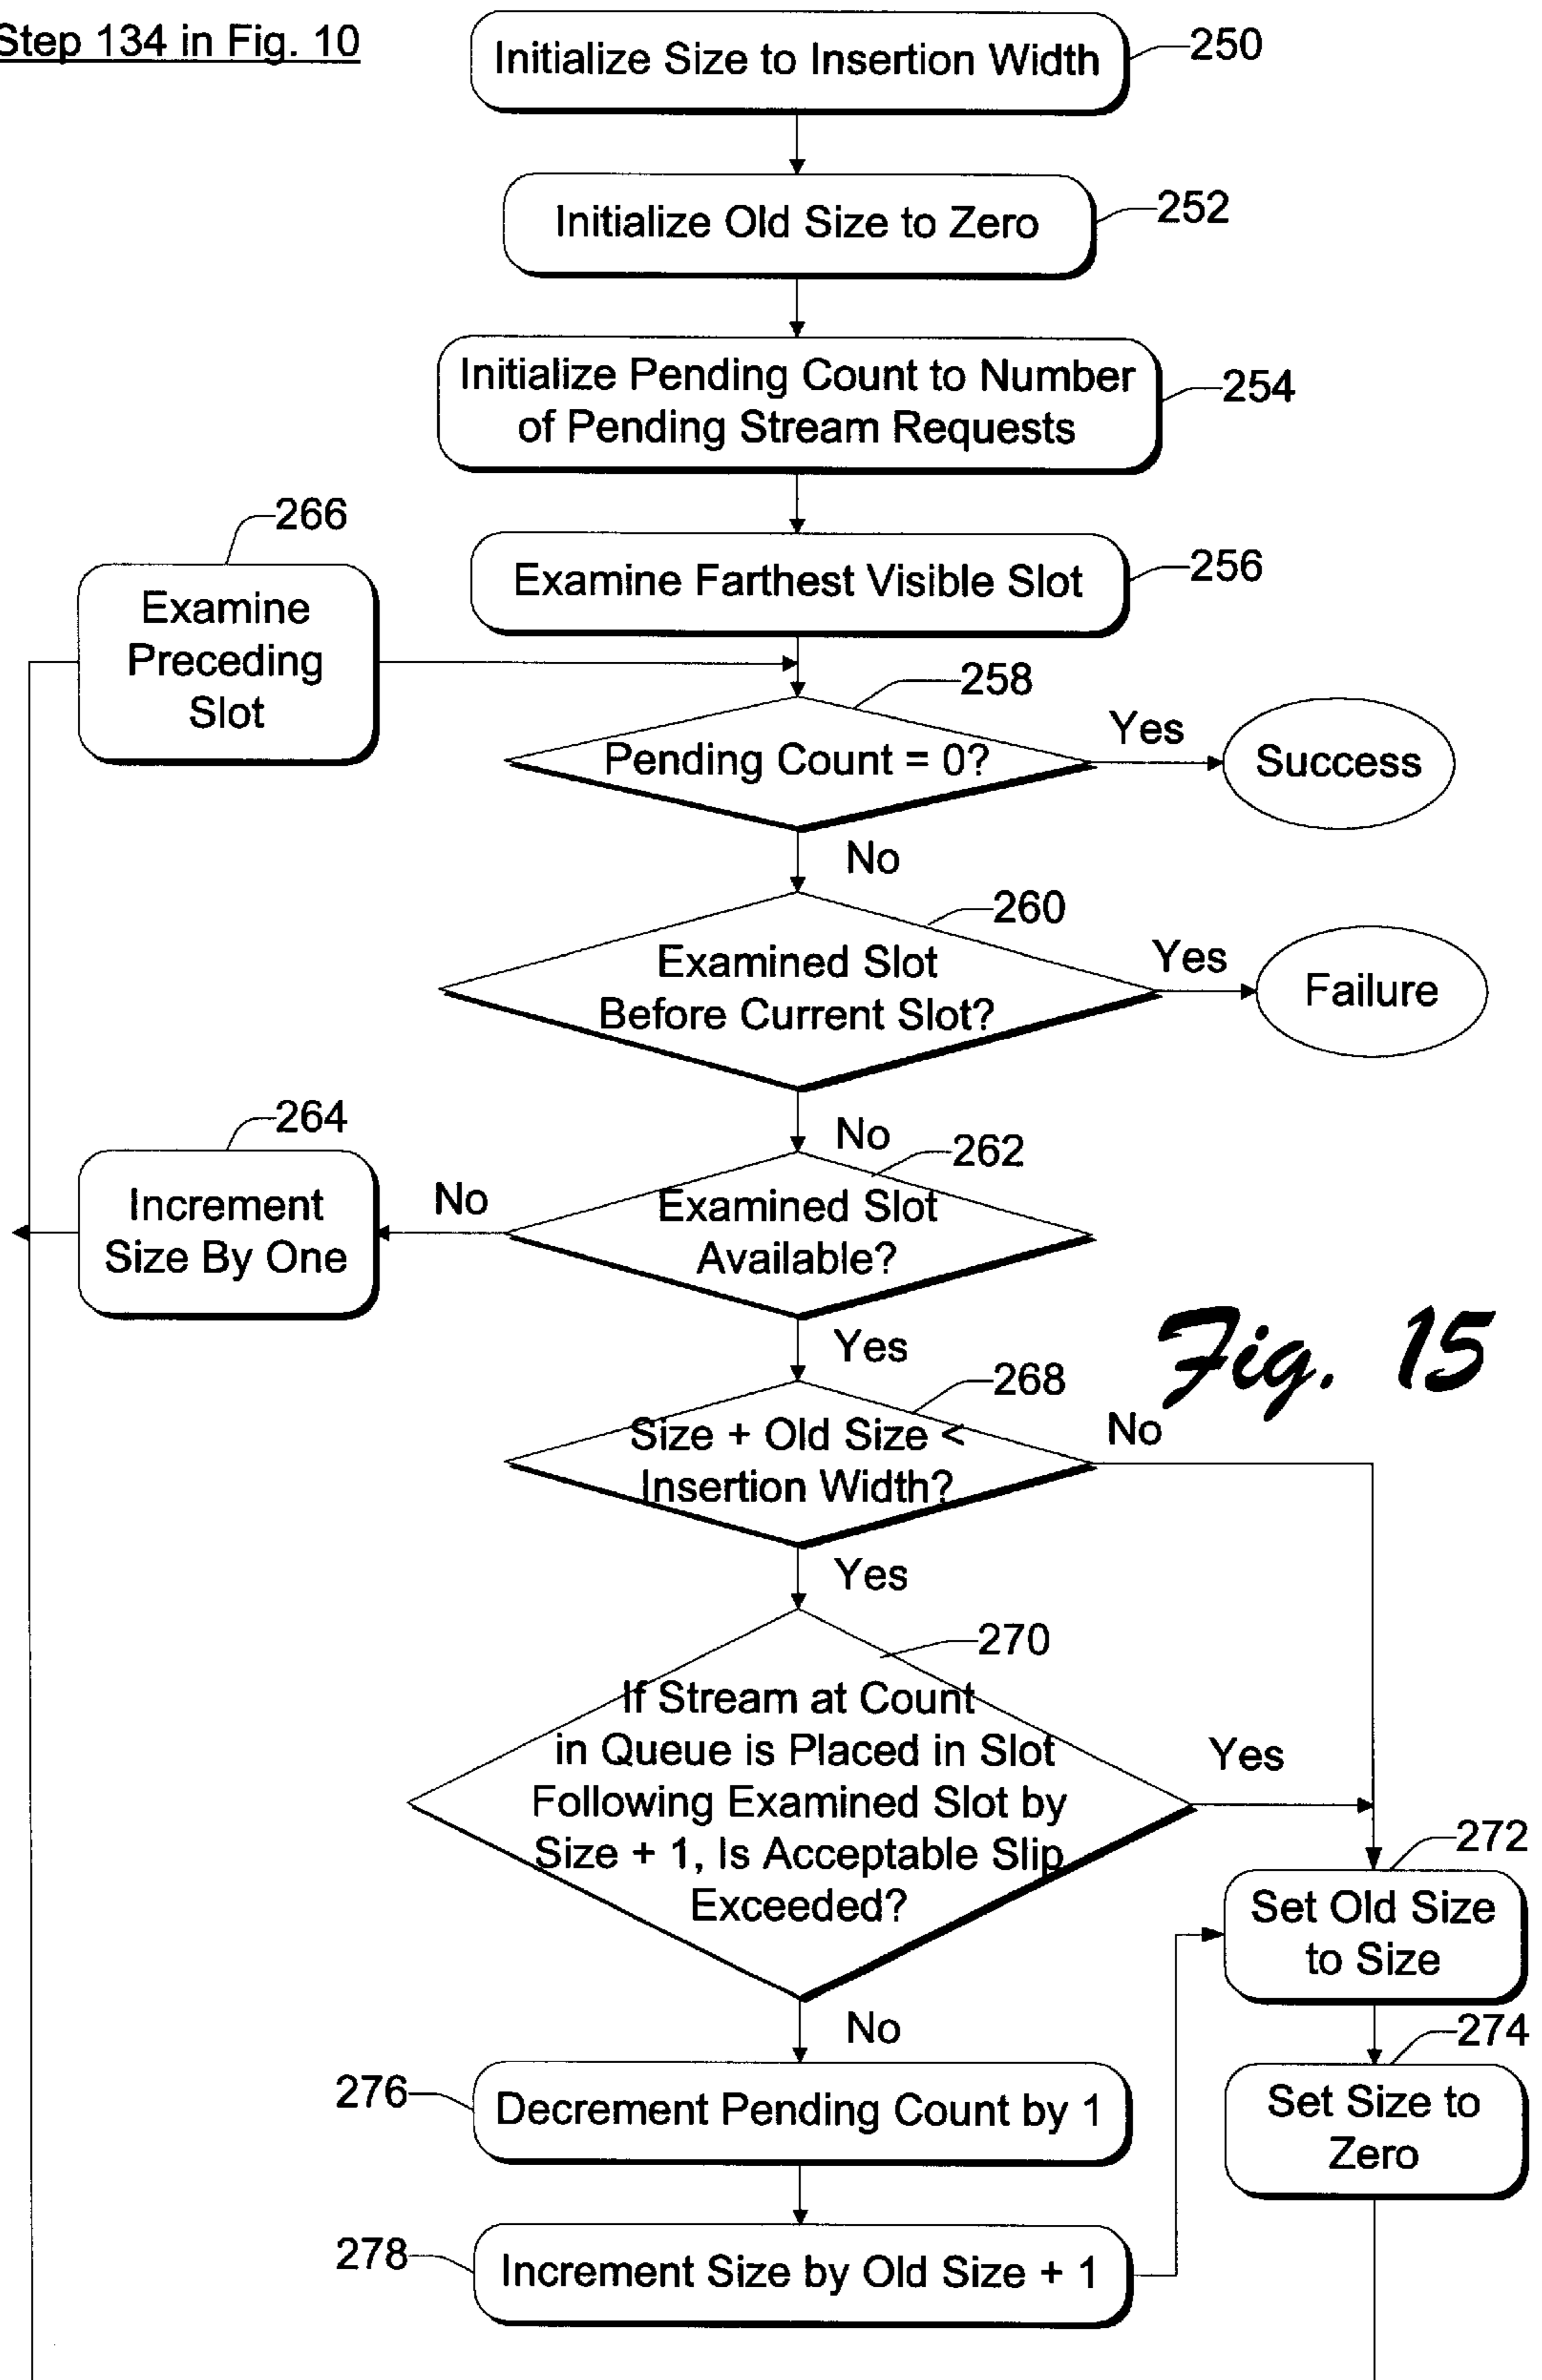 Step 134 in Fig. 10
Initialize Size to Insertion Width
250
Initialize Old Size to Zero
252
Initialize Pending Count to Number
of Pending Stream Requests
254
266
Examine
Preceding
Slot
Examine Farthest Visible Slot
256
258
Pending Count = 0?
Yes
Success
No
260
Examined Slot
Before Current Slot?
Yes
Failure
No
262
264
Increment
Size By One
No
Examined Slot
Available?
Yes
Fig. 15
268
Size + Old Size <
Insertion Width?
No
Yes
270
If Stream at Count
in Queue is Placed in Slot
Following Examined Slot by
Size + 1, Is Acceptable Slip
Exceeded?
Yes
272
Set Old Size
to Size
No
274
Set Size to
Zero
276
Decrement Pending Count by 1
278
Increment Size by Old Size + 1